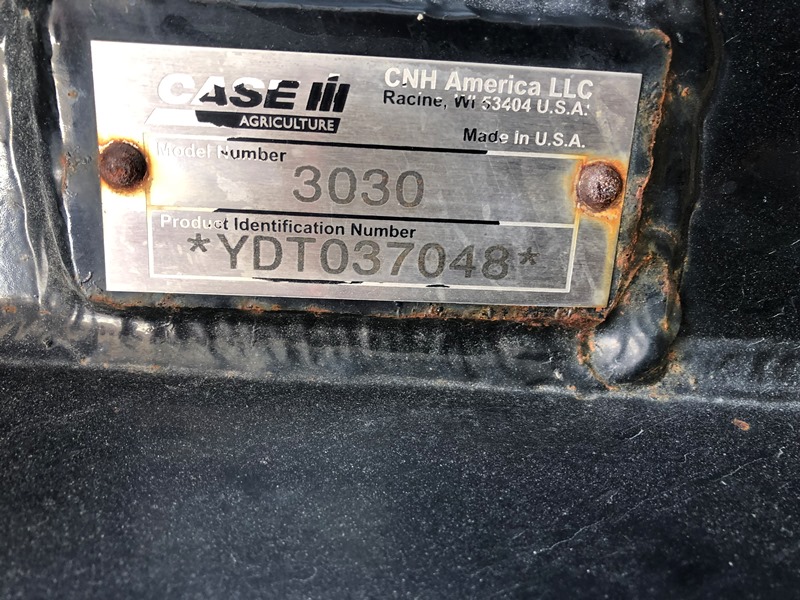 CASE IH
AGRICULTURE
CNH America LLC
Racine, WI 53404 U.S.A.
Made in U.S.A.
Model Number
3030
Product Identification Number
*YDT037048*